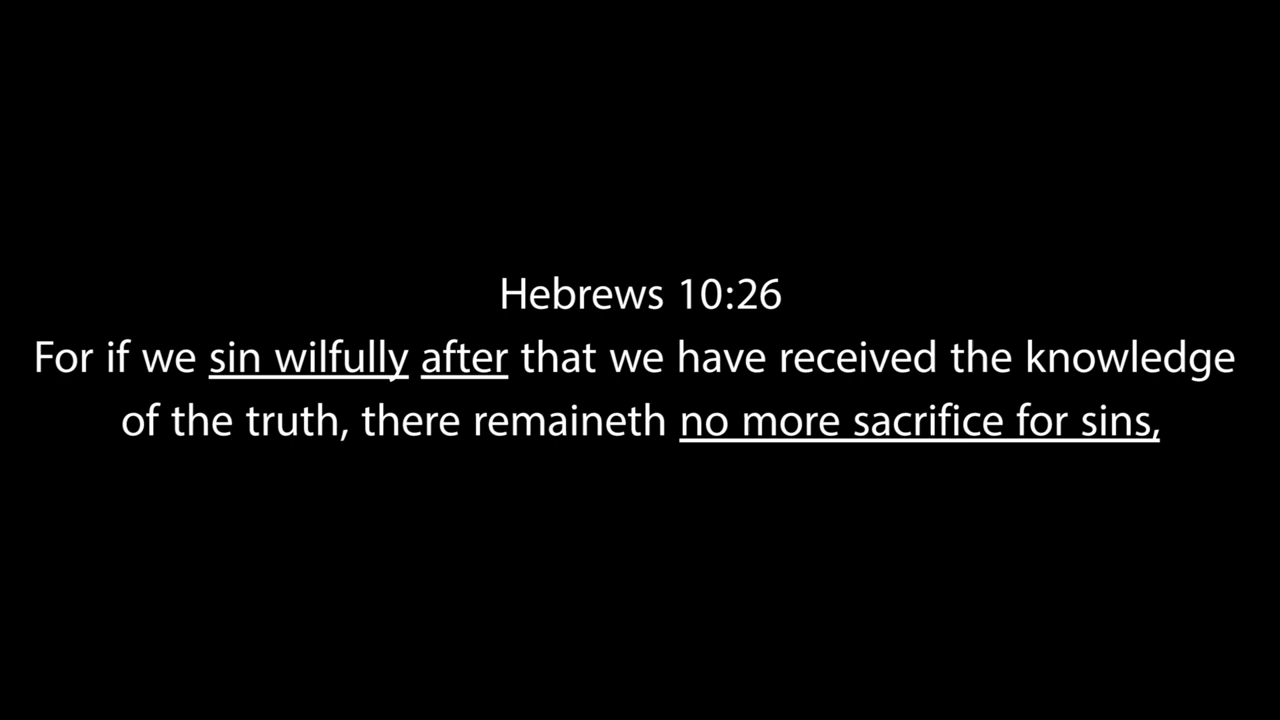 Hebrews 10:26
For if we sin wilfully after that we have received the knowledge
of the truth, there remaineth no more sacrifice for sins,